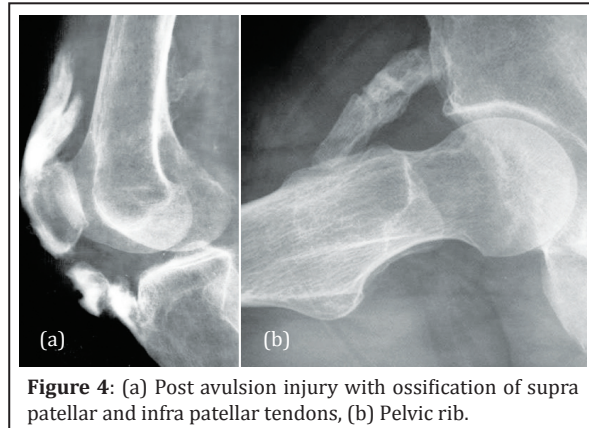 (a)
(b)
Figure 4: (a) Post avulsion injury with ossification of supra
patellar and infra patellar tendons, (b) Pelvic rib.